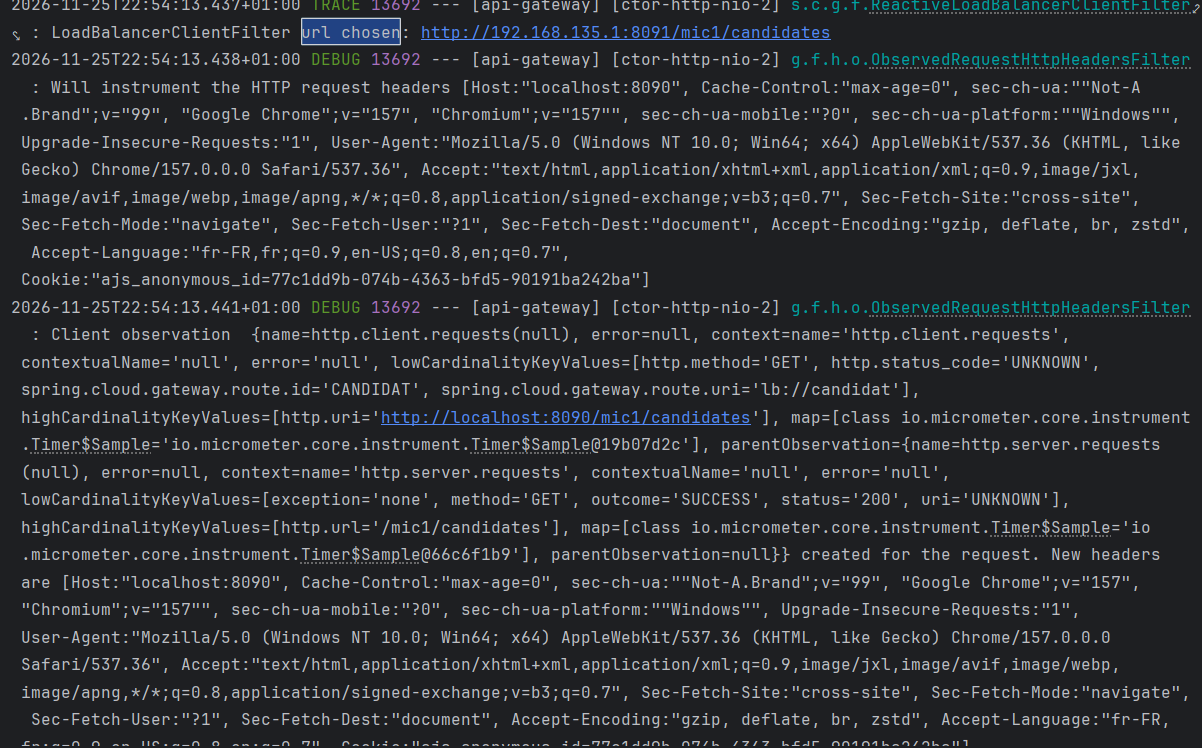 2026-11-25T22:54:13.437+01:00 TRACE 13692 --- [api-gateway] [ctor-http-nio-2] s.c.g.f.ReactiveLoadBalancerClientFilter
: LoadBalancerClientFilter url chosen: http://192.168.135.1:8091/mic1/candidates
2026-11-25T22:54:13.438+01:00 DEBUG 13692 --- [api-gateway] [ctor-http-nio-2] g.f.h.o.ObservedRequestHttpHeadersFilter
: Will instrument the HTTP request headers [Host:"localhost:8090", Cache-Control:"max-age=0", sec-ch-ua:""Not-A
.Brand";v="99", "Google Chrome";v="157", "Chromium";v="157"", sec-ch-ua-mobile:"?0", sec-ch-ua-platform:""Windows"",
Upgrade-Insecure-Requests:"1", User-Agent:"Mozilla/5.0 (Windows NT 10.0; Win64; x64) AppleWebKit/537.36 (KHTML, like
Gecko) Chrome/157.0.0.0 Safari/537.36", Accept:"text/html,application/xhtml+xml,application/xml;q=0.9,image/jxl,
image/avif,image/webp,image/apng,*/*;q=0.8,application/signed-exchange;v=b3;q=0.7", Sec-Fetch-Site:"cross-site",
Sec-Fetch-Mode:"navigate", Sec-Fetch-User:"?1", Sec-Fetch-Dest:"document", Accept-Encoding:"gzip, deflate, br, zstd",
Accept-Language:"fr-FR,fr;q=0.9,en-US;q=0.8,en;q=0.7",
Cookie:"ajs_anonymous_id=77c1dd9b-074b-4363-bfd5-90191ba242ba"]
2026-11-25T22:54:13.441+01:00 DEBUG 13692 --- [api-gateway] [ctor-http-nio-2] g.f.h.o.ObservedRequestHttpHeadersFilter
: Client observation  {name=http.client.requests(null), error=null, context=name='http.client.requests',
contextualName='null', error='null', lowCardinalityKeyValues=[http.method='GET', http.status_code='UNKNOWN',
spring.cloud.gateway.route.id='CANDIDAT', spring.cloud.gateway.route.uri='lb://candidat'],
highCardinalityKeyValues=[http.uri='http://localhost:8090/mic1/candidates'], map=[class io.micrometer.core.instrument
.Timer$Sample='io.micrometer.core.instrument.Timer$Sample@19b07d2c'], parentObservation={name=http.server.requests
(null), error=null, context=name='http.server.requests', contextualName='null', error='null',
lowCardinalityKeyValues=[exception='none', method='GET', outcome='SUCCESS', status='200', uri='UNKNOWN'],
highCardinalityKeyValues=[http.url='/mic1/candidates'], map=[class io.micrometer.core.instrument.Timer$Sample='io
.micrometer.core.instrument.Timer$Sample@66c6f1b9'], parentObservation=null}} created for the request. New headers
are [Host:"localhost:8090", Cache-Control:"max-age=0", sec-ch-ua:""Not-A.Brand";v="99", "Google Chrome";v="157",
"Chromium";v="157"", sec-ch-ua-mobile:"?0", sec-ch-ua-platform:""Windows"", Upgrade-Insecure-Requests:"1",
User-Agent:"Mozilla/5.0 (Windows NT 10.0; Win64; x64) AppleWebKit/537.36 (KHTML, like Gecko) Chrome/157.0.0.0
Safari/537.36", Accept:"text/html,application/xhtml+xml,application/xml;q=0.9,image/jxl,image/avif,image/webp,
image/apng,*/*;q=0.8,application/signed-exchange;v=b3;q=0.7", Sec-Fetch-Site:"cross-site", Sec-Fetch-Mode:"navigate",
Sec-Fetch-User:"?1", Sec-Fetch-Dest:"document", Accept-Encoding:"gzip, deflate, br, zstd", Accept-Language:"fr-FR,
fr;q=0.9,en-US;q=0.8,en;q=0.7", Cookie:"ajs_anonymous_id=77c1dd9b-074b-4363-bfd5-90191ba242ba"]